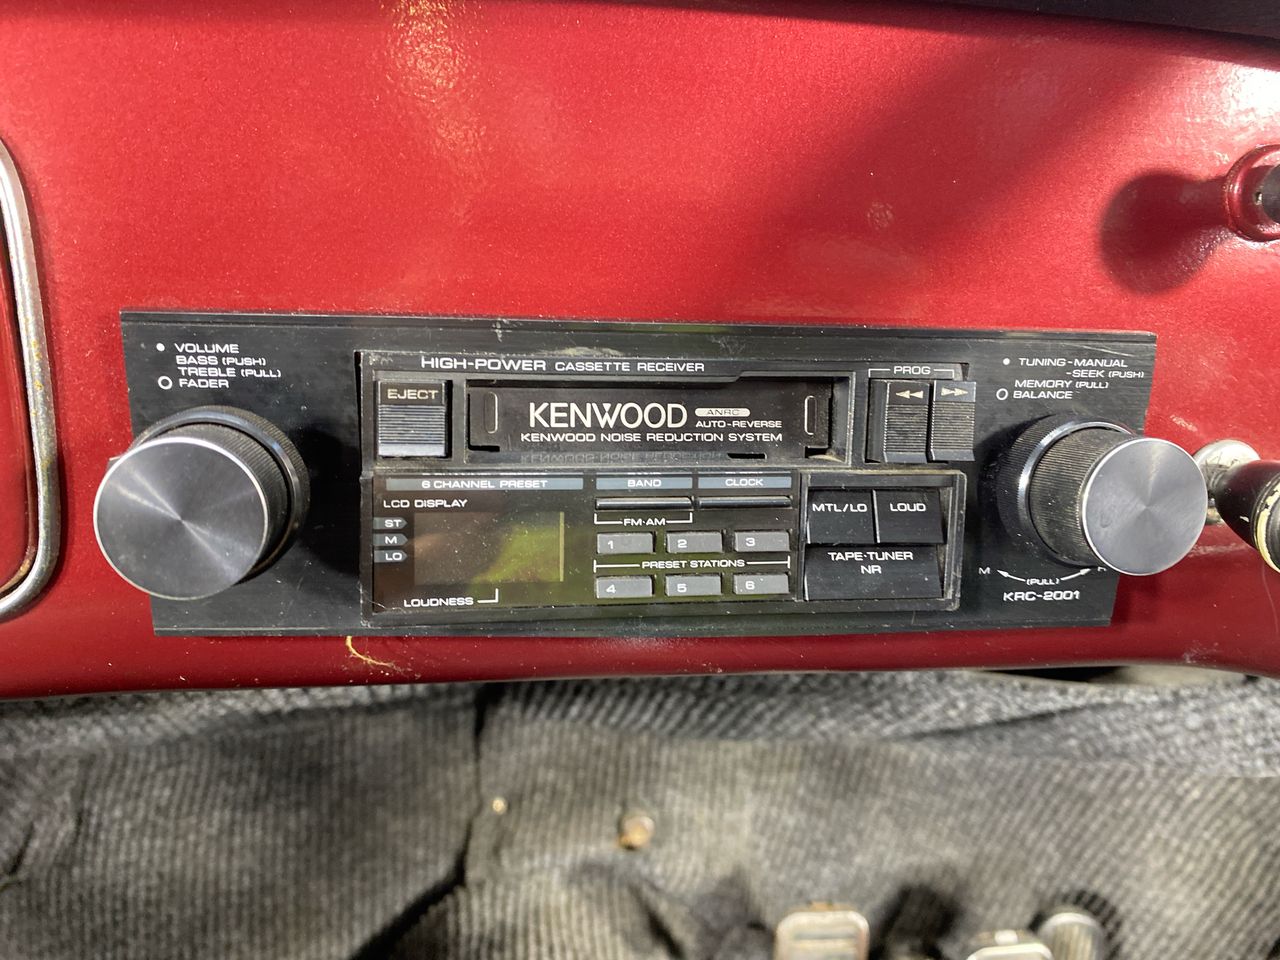 VOLUME
BASS (PUSH)
TREBLE (PULL)
FADER
HIGH-POWER CASSETTE RECEIVER
EJECT
KENWOOD ANRC
AUTO-REVERSE
KENWOOD NOISE REDUCTION SYSTEM
PROG
TUNING-MANUAL
-SEEK (PUSH)
MEMORY (PULL)
BALANCE
6 CHANNEL PRESET
BAND
CLOCK
LCD DISPLAY
ST
M
LO
LOUDNESS
FM·AM
1 2 3
PRESET STATIONS
4 5 6
MTL/LO
LOUD
TAPE·TUNER
NR
M (PULL) R
KRC-2001